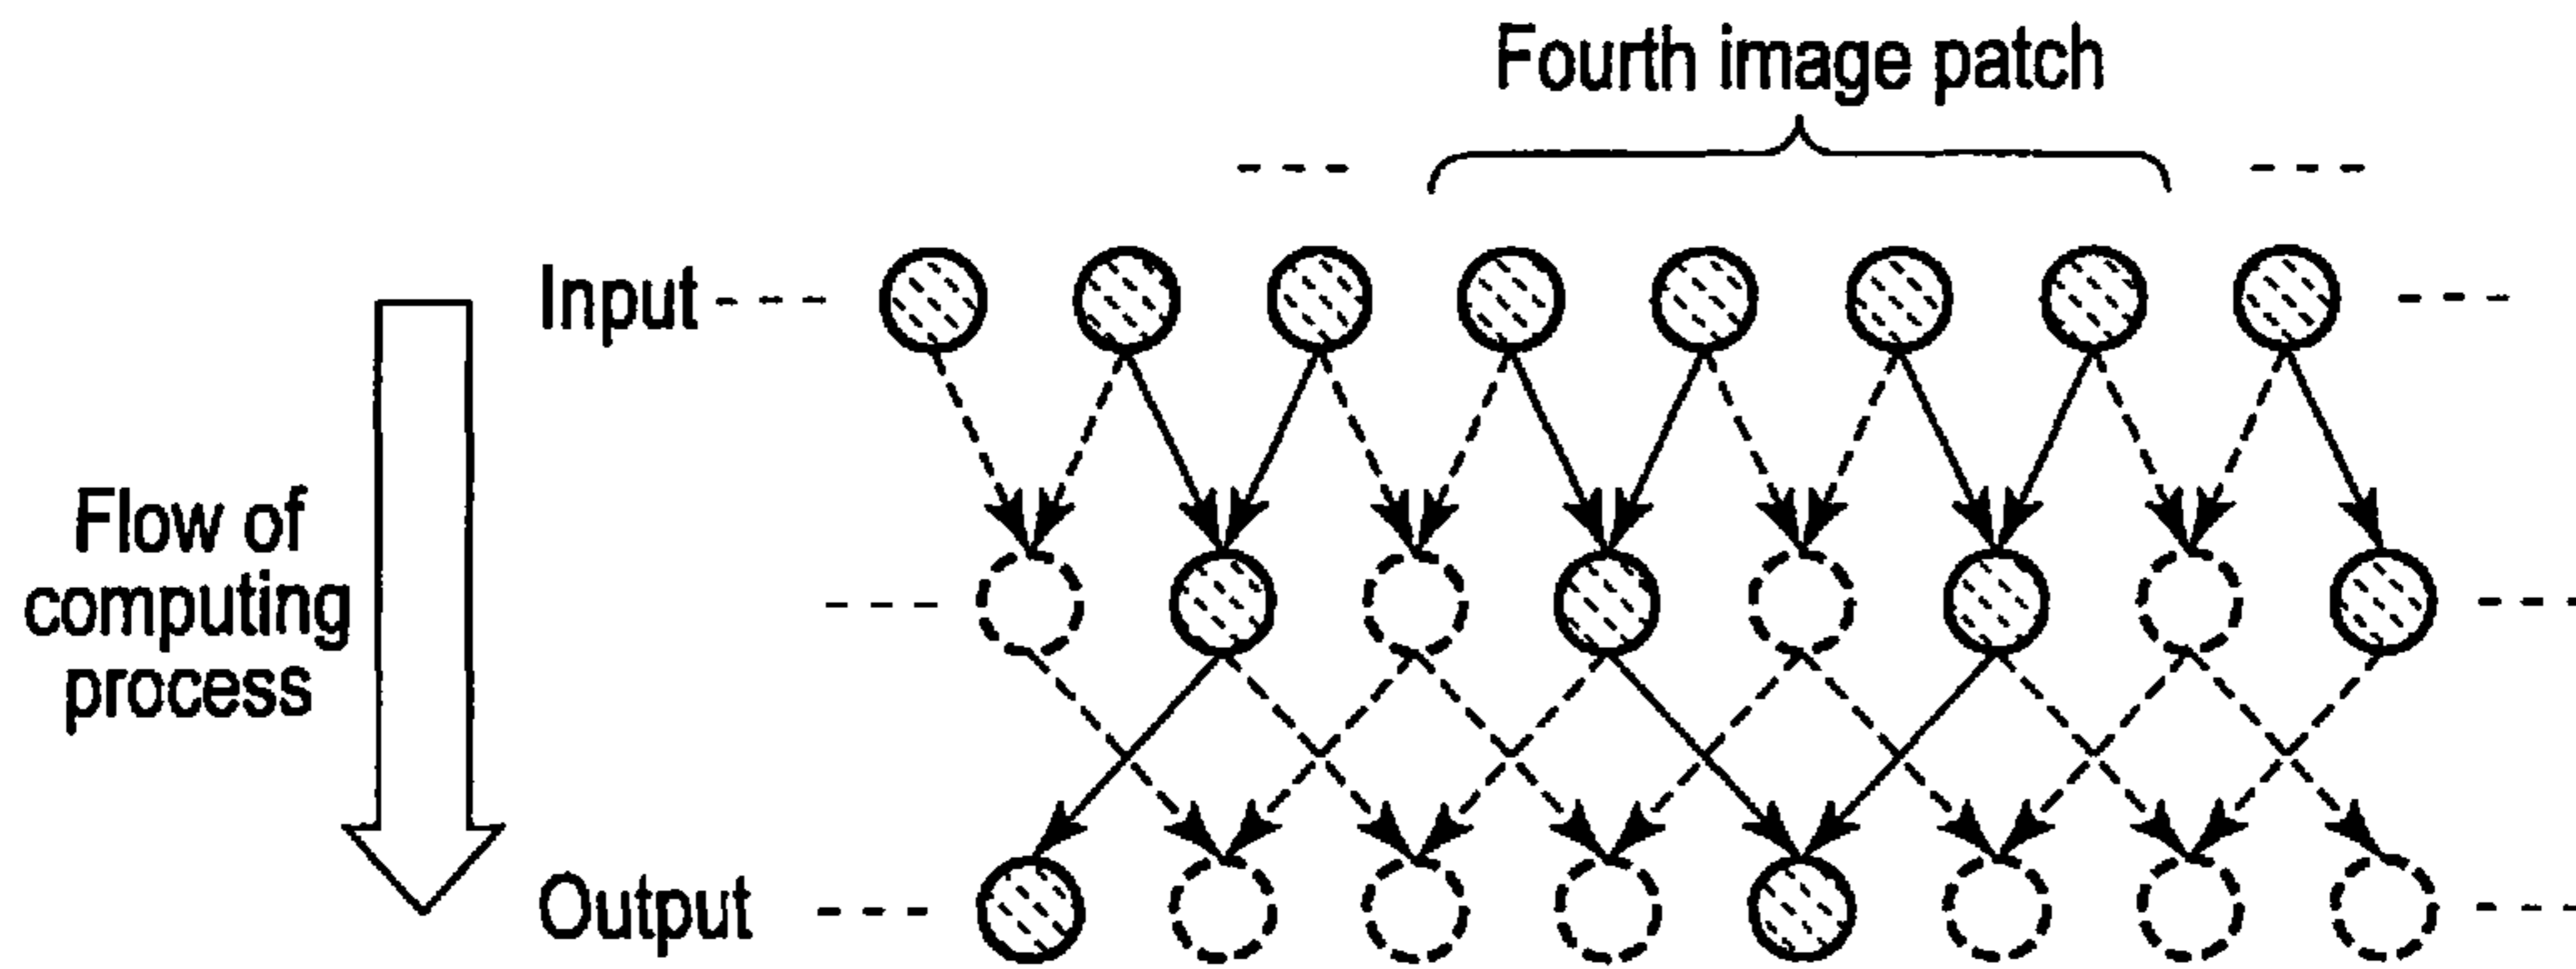 Fourth image patch
Input
Flow of
computing
process
Output